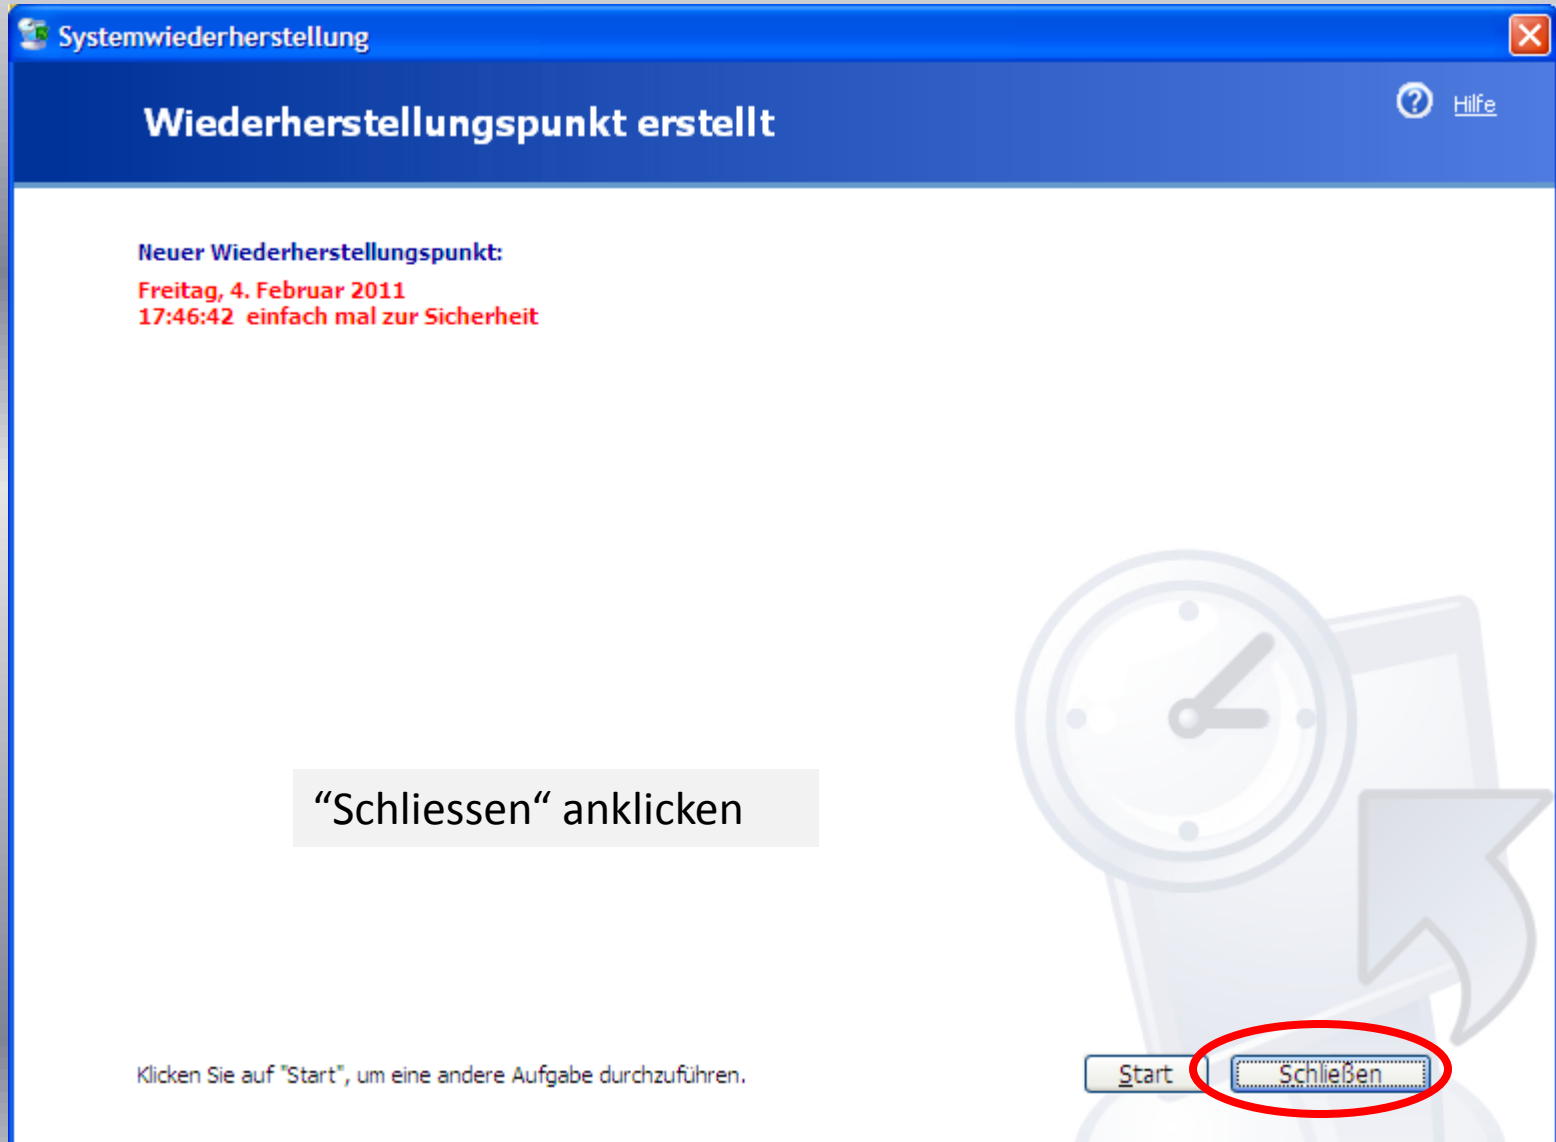 Systemwiederherstellung
Wiederherstellungspunkt erstellt
Hilfe
Neuer Wiederherstellungspunkt:
Freitag, 4. Februar 2011
17:46:42 einfach mal zur Sicherheit
“Schliessen“ anklicken
Klicken Sie auf "Start", um eine andere Aufgabe durchzuführen.
Start
Schließen